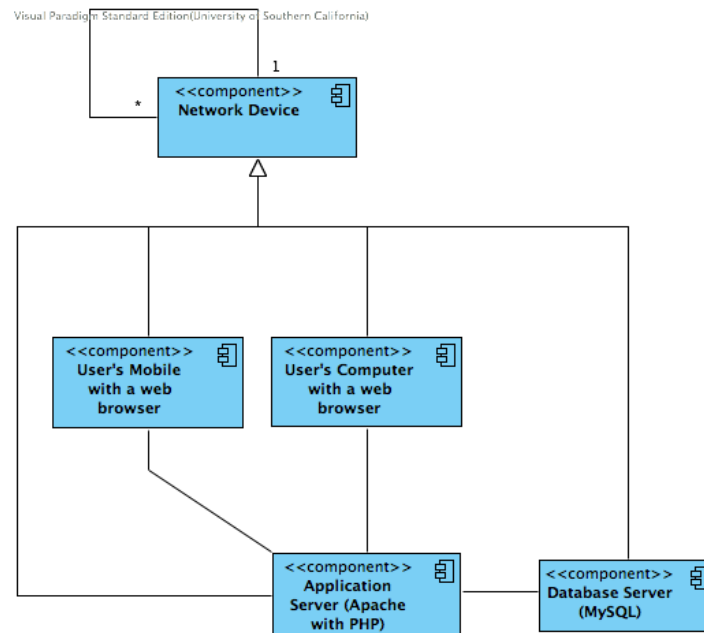 Visual Paradigm Standard Edition(University of Southern California)
1
*
<<component>>
Network Device
<<component>>
User's Mobile
with a web
browser
<<component>>
User's Computer
with a web
browser
<<component>>
Application
Server (Apache
with PHP)
<<component>>
Database Server
(MySQL)